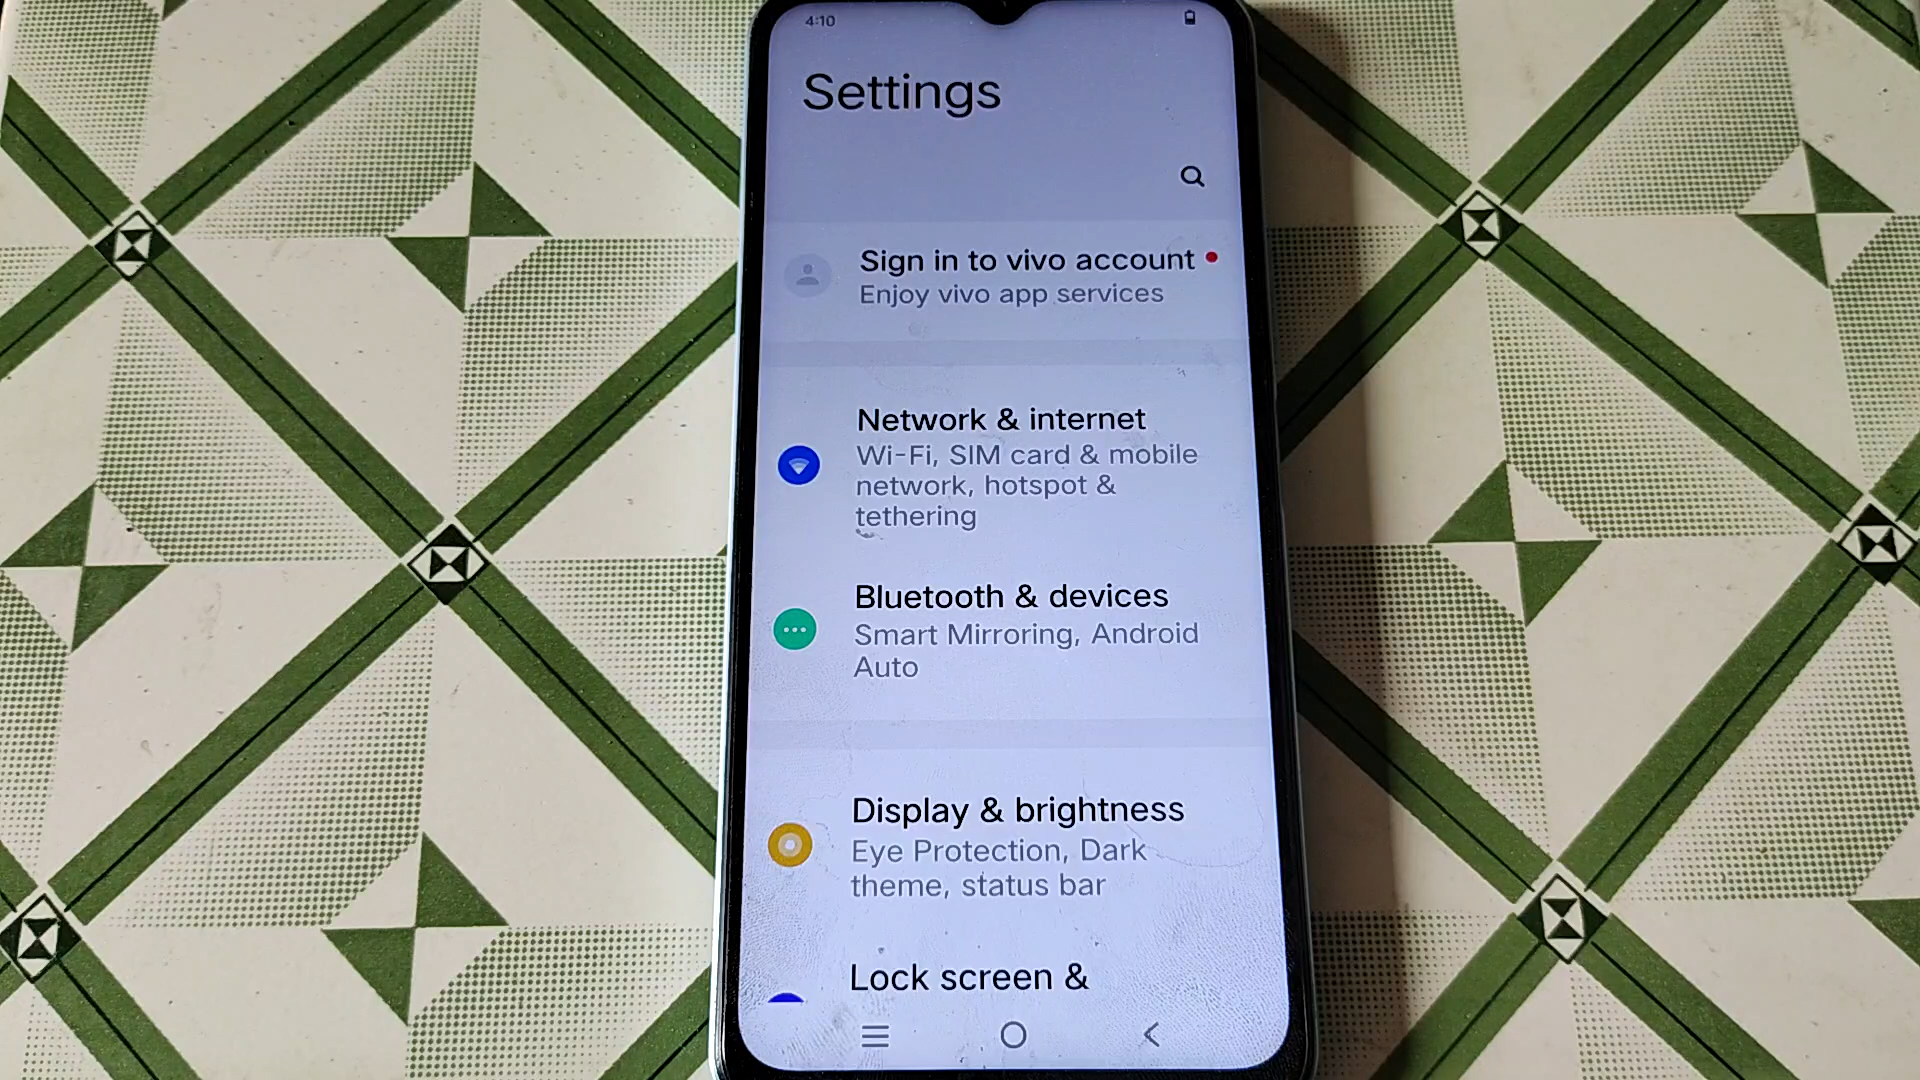 4:10
Settings
Sign in to vivo account
Enjoy vivo app services
Network & internet
Wi-Fi, SIM card & mobile
network, hotspot &
tethering
Bluetooth & devices
Smart Mirroring, Android
Auto
Display & brightness
Eye Protection, Dark
theme, status bar
Lock screen &